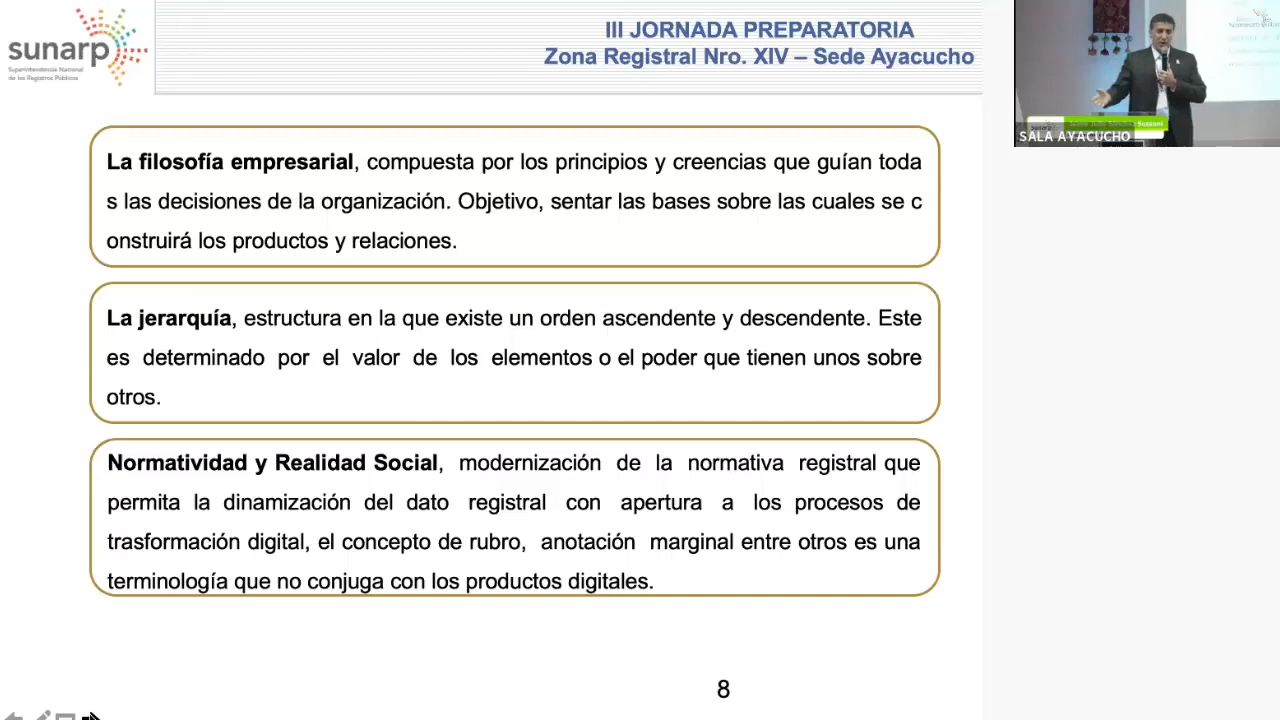 sunarp
Superintendencia Nacional
de los Registros Públicos
III JORNADA PREPARATORIA
Zona Registral Nro. XIV – Sede Ayacucho
La filosofía empresarial, compuesta por los principios y creencias que guían toda
s las decisiones de la organización. Objetivo, sentar las bases sobre las cuales se c
onstruirá los productos y relaciones.
La jerarquía, estructura en la que existe un orden ascendente y descendente. Este
es determinado por el valor de los elementos o el poder que tienen unos sobre
otros.
Normatividad y Realidad Social, modernización de la normativa registral que
permita la dinamización del dato registral con apertura a los procesos de
trasformación digital, el concepto de rubro, anotación marginal entre otros es una
terminología que no conjuga con los productos digitales.
8
sunarp
SALA AYACUCHO